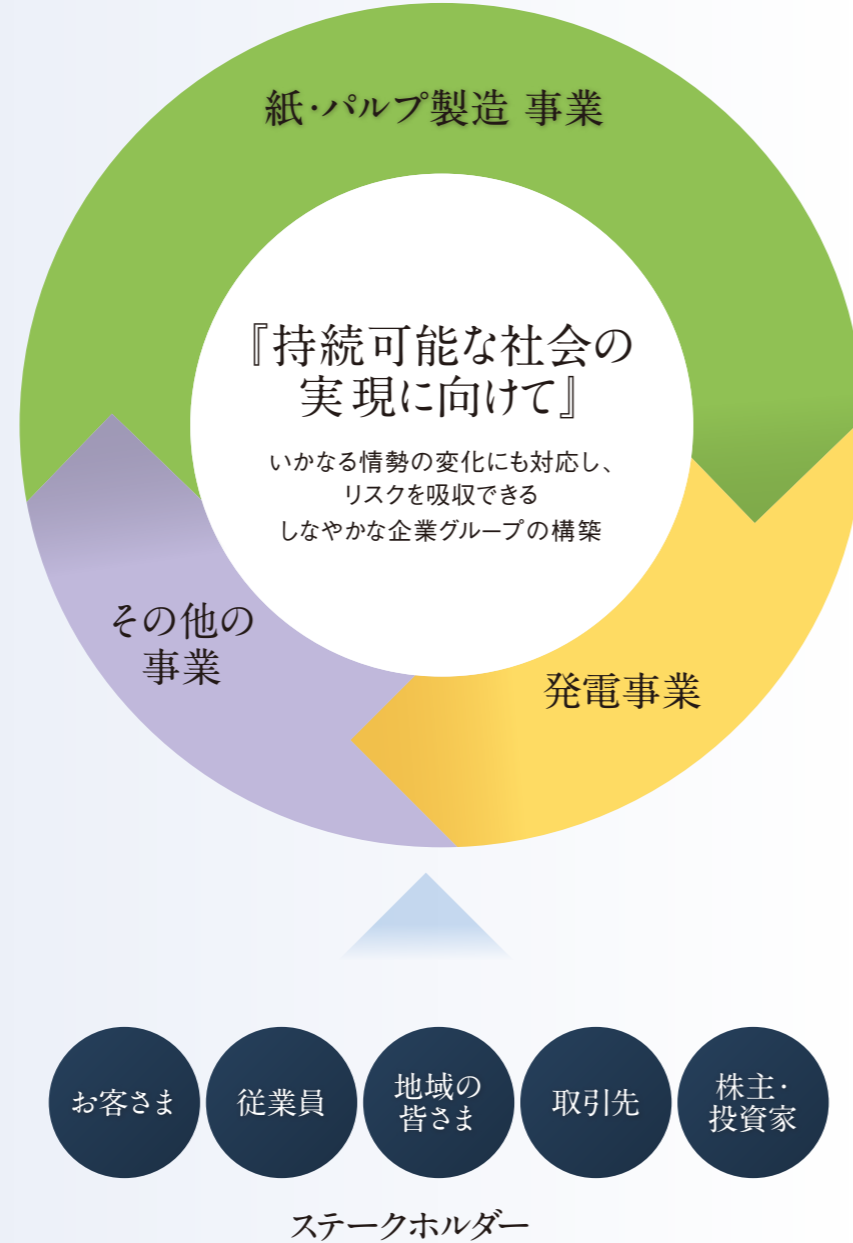 紙・パルプ製造 事業
『持続可能な社会の
実現に向けて』
いかなる情勢の変化にも対応し、
リスクを吸収できる
しなやかな企業グループの構築
その他の
事業
発電事業
お客さま
従業員
地域の
皆さま
取引先
株主・
投資家
ステークホルダー